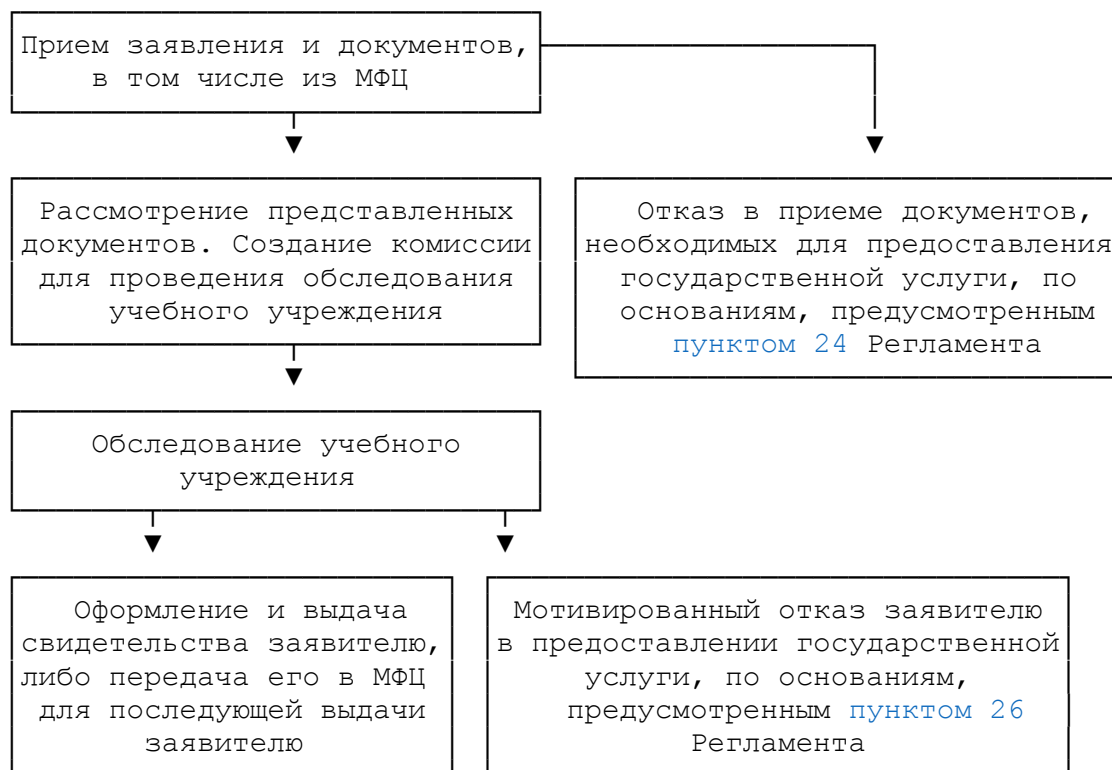 Прием заявления и документов,
в том числе из МФЦ
Рассмотрение представленных
документов. Создание комиссии
для проведения обследования
учебного учреждения
Отказ в приеме документов,
необходимых для предоставления
государственной услуги, по
основаниям, предусмотренным
пунктом 24 Регламента
Обследование учебного
учреждения
Оформление и выдача
свидетельства заявителю,
либо передача его в МФЦ
для последующей выдачи
заявителю
Мотивированный отказ заявителю
в предоставлении государственной
услуги, по основаниям,
предусмотренным пунктом 26
Регламента